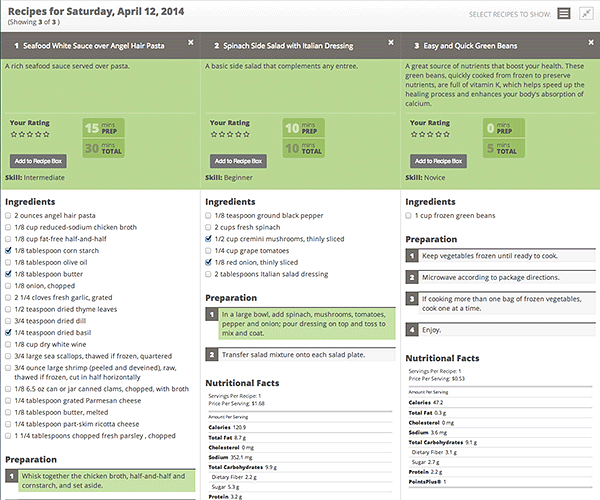 Recipes for Saturday, April 12, 2014
(Showing 3 of 3 )
SELECT RECIPES TO SHOW:
1 Seafood White Sauce over Angel Hair Pasta
A rich seafood sauce served over pasta.
Your Rating
15 mins PREP
30 mins TOTAL
Add to Recipe Box
Skill: Intermediate
Ingredients
2 ounces angel hair pasta
1/8 cup reduced-sodium chicken broth
1/8 cup fat-free half-and-half
1/8 tablespoon corn starch
1/8 tablespoon olive oil
1/8 tablespoon butter
1/8 onion, chopped
2 1/4 cloves fresh garlic, grated
1/2 teaspoon dried thyme leaves
3/4 teaspoon dried dill
1/4 teaspoon dried basil
1/8 cup dry white wine
3/4 large sea scallops, thawed if frozen, quartered
3/4 ounce large shrimp (peeled and deveined), raw,
thawed if frozen, cut in half horizontally
1/8 6.5 oz can or jar canned clams, chopped, with broth
1/4 tablespoon grated Parmesan cheese
1/8 tablespoon butter, melted
1/4 tablespoon part-skim ricotta cheese
1 1/4 tablespoons chopped fresh parsley , chopped
Preparation
1 Whisk together the chicken broth, half-and-half and
cornstarch, and set aside.
2 Spinach Side Salad with Italian Dressing
A basic side salad that complements any entree.
Your Rating
10 mins PREP
10 mins TOTAL
Add to Recipe Box
Skill: Beginner
Ingredients
1/8 teaspoon ground black pepper
2 cups fresh spinach
1/2 cup cremini mushrooms, thinly sliced
1/4 cup grape tomatoes
1/8 red onion, thinly sliced
2 tablespoons Italian salad dressing
Preparation
1 In a large bowl, add spinach, mushrooms, tomatoes,
pepper and onion; pour dressing on top and toss to
mix and coat.
2 Transfer salad mixture onto each salad plate.
Nutritional Facts
Servings Per Recipe: 1
Price Per Serving: $1.68
Amount Per Serving
Calories 120.9
Total Fat 8.7 g
Cholesterol 0 mg
Sodium 352.1 mg
Total Carbohydrates 9.9 g
Dietary Fiber 2.2 g
Sugar 5.3 g
Protein 3.2 g
3 Easy and Quick Green Beans
A great source of nutrients that boost your health. These
green beans, quickly cooked from frozen to preserve
nutrients, are full of vitamin K, which helps speed up the
healing process and enhances your body's absorption of
calcium.
Your Rating
0 mins PREP
5 mins TOTAL
Add to Recipe Box
Skill: Novice
Ingredients
1 cup frozen green beans
Preparation
1 Keep vegetables frozen until ready to cook.
2 Microwave according to package directions.
3 If cooking more than one bag of frozen vegetables,
cook one at a time.
4 Enjoy.
Nutritional Facts
Servings Per Recipe: 1
Price Per Serving: $0.53
Amount Per Serving
Calories 47.2
Total Fat 0.3 g
Cholesterol 0 mg
Sodium 3.6 mg
Total Carbohydrates 9.1 g
Dietary Fiber 3.1 g
Sugar 2.7 g
Protein 2.2 g
PointsPlus® 1